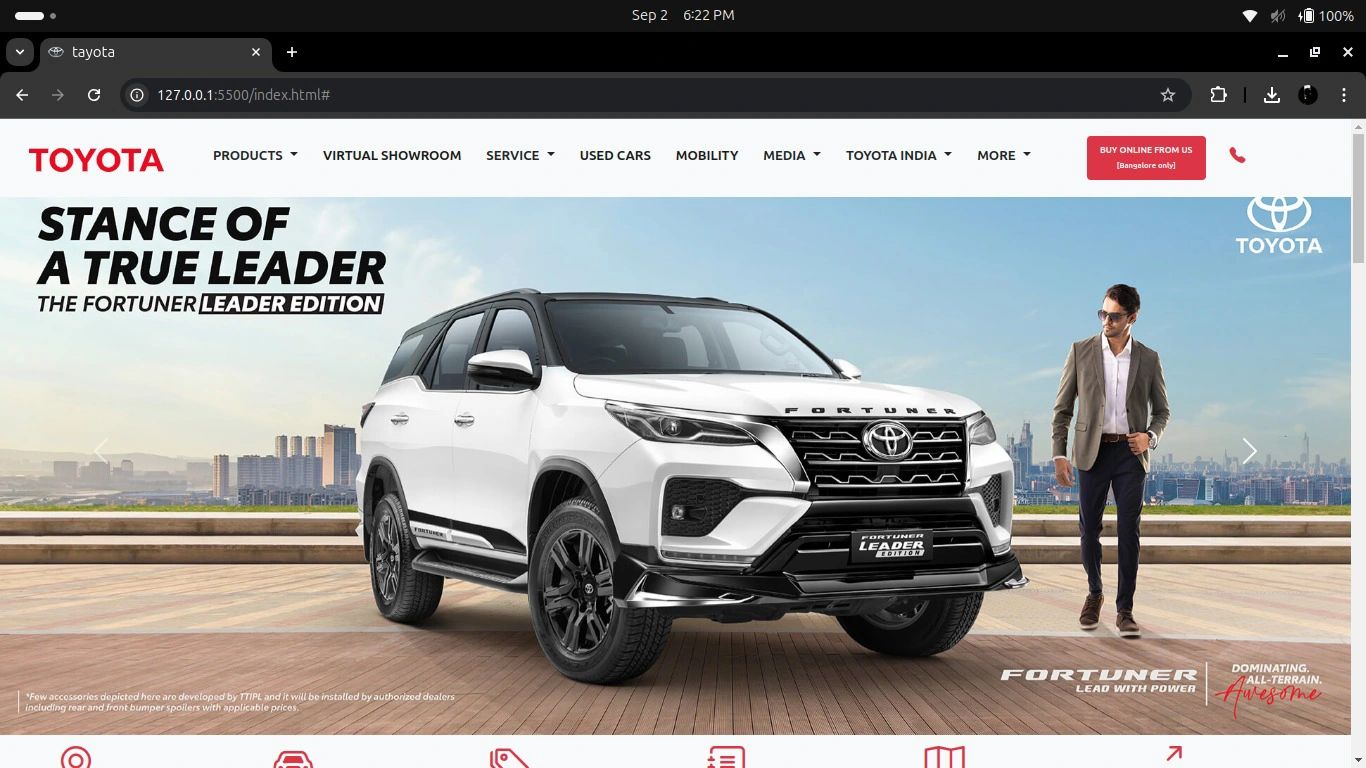 Sep 2 6:22 PM
100%
tayota
127.0.0.1:5500/index.html#
TOYOTA
PRODUCTS
VIRTUAL SHOWROOM
SERVICE
USED CARS
MOBILITY
MEDIA
TOYOTA INDIA
MORE
BUY ONLINE FROM US
[Bangalore only]
STANCE OF
A TRUE LEADER
THE FORTUNER LEADER EDITION
TOYOTA
FORTUNER
FORTUNER
FORTUNER
LEADER
EDITION
FORTUNER
LEAD WITH POWER
DOMINATING.
ALL-TERRAIN.
Awesome
*Few accessories depicted here are developed by TTIPL and it will be installed by authorized dealers
including rear and front bumper spoilers with applicable prices.